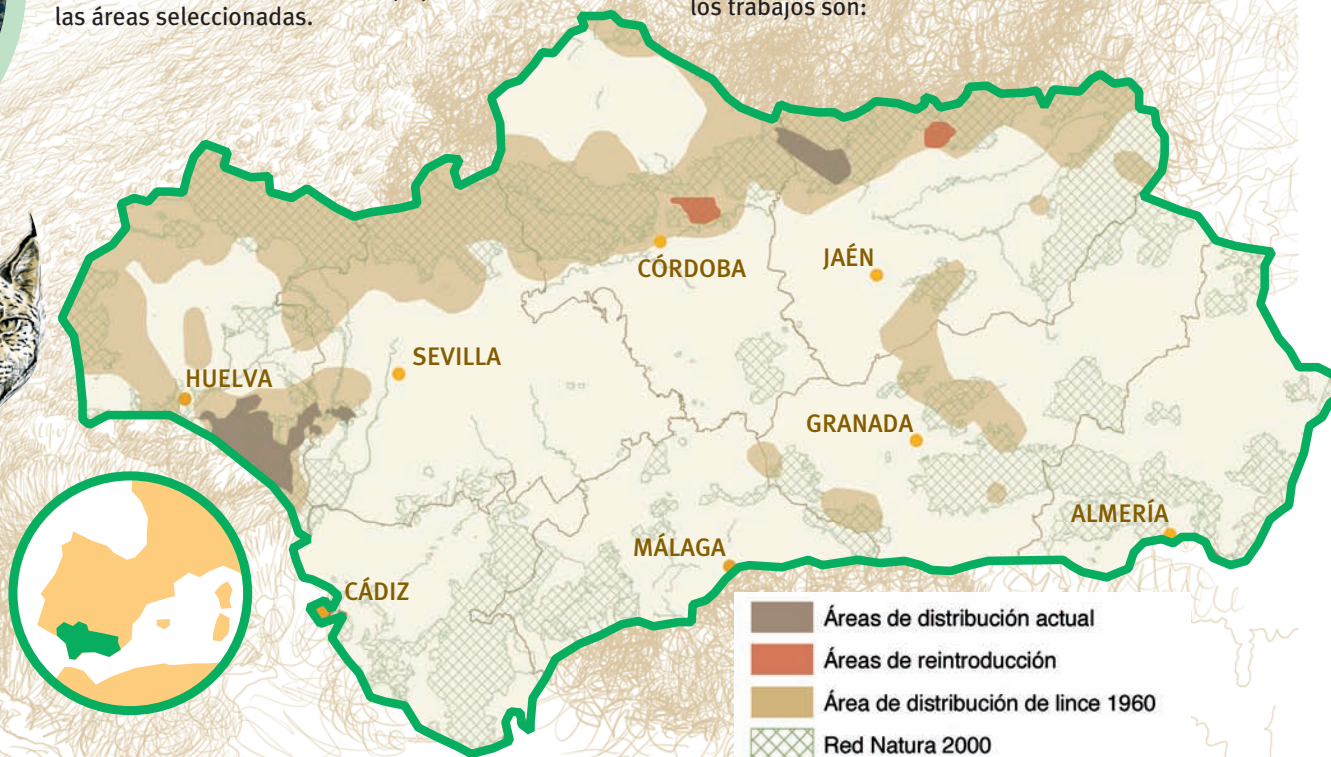 las áreas seleccionadas.
los trabajos son:
CÓRDOBA
JAÉN
SEVILLA
HUELVA
GRANADA
ALMERÍA
MÁLAGA
CÁDIZ
Áreas de distribución actual
Áreas de reintroducción
Área de distribución de lince 1960
Red Natura 2000